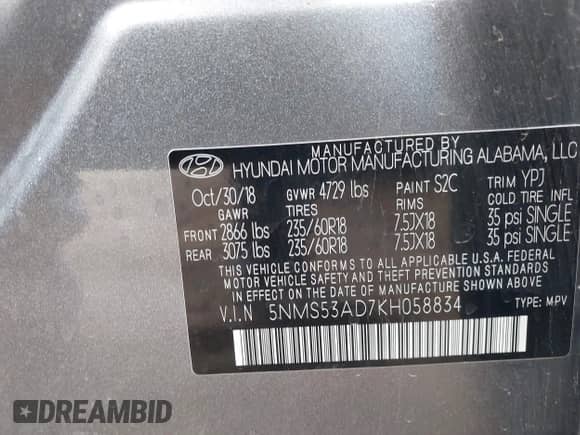 MANUFACTURED BY
HYUNDAI MOTOR MANUFACTURING ALABAMA, LLC
Oct/30/18 GVWR 4729 lbs PAINT S2C TRIM YPJ
GAWR TIRES RIMS COLD TIRE INFL
FRONT 2866 lbs 235/60R18 7.5JX18 35 psi SINGLE
REAR 3075 lbs 235/60R18 7.5JX18 35 psi SINGLE
THIS VEHICLE CONFORMS TO ALL APPLICABLE U.S.A. FEDERAL
MOTOR VEHICLE SAFETY AND THEFT PREVENTION STANDARDS
IN EFFECT ON THE DATE OF MANUFACTURE SHOWN ABOVE.
V.I.N 5NMS53AD7KH058834 TYPE: MPV
DREAMBID